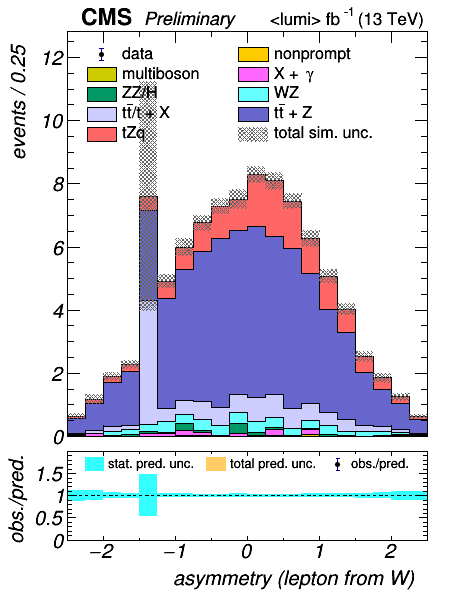 CMS Preliminary <lumi> fb⁻¹ (13 TeV)
events / 0.25
12
10
8
6
4
2
0
data nonprompt
multiboson X + γ
ZZ/H WZ
tt̄/t + X tt̄ + Z
tZq total sim. unc.
obs./pred.
1.5
1
0.5
0
stat. pred. unc. total pred. unc. obs./pred.
−2 −1 0 1 2
asymmetry (lepton from W)